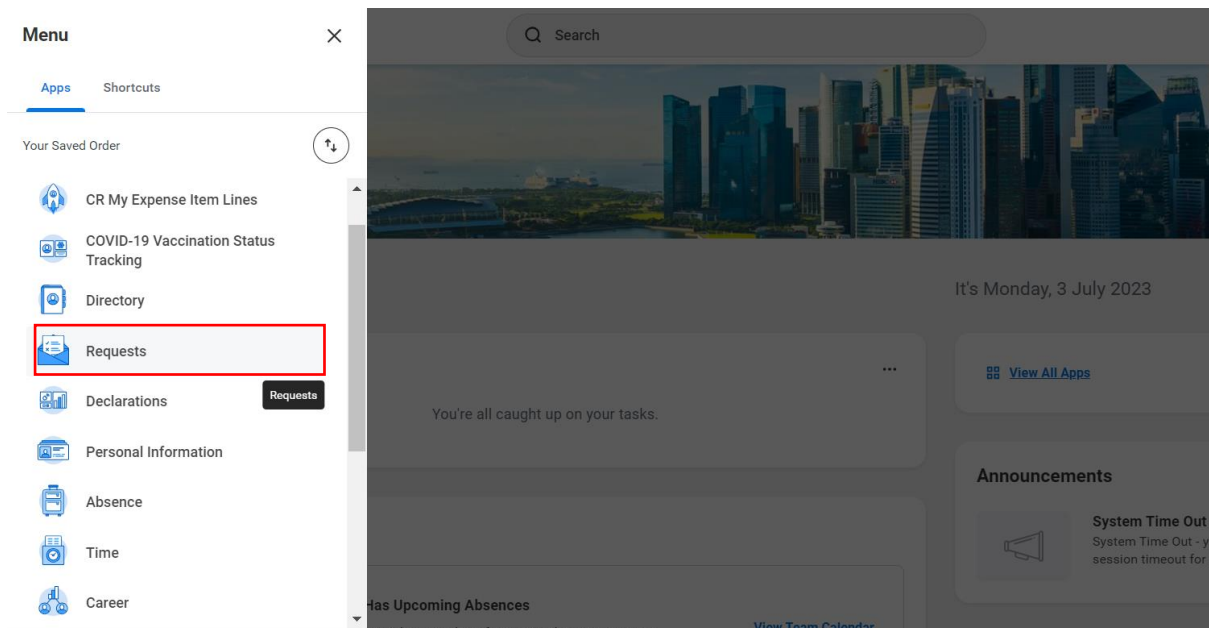 Menu
Search
Apps
Shortcuts
Your Saved Order
CR My Expense Item Lines
COVID-19 Vaccination Status
Tracking
Directory
Requests
Declarations
Requests
Personal Information
Absence
Time
Career
It's Monday, 3 July 2023
View All Apps
You're all caught up on your tasks.
Announcements
System Time Out
System Time Out - y
session timeout for
Has Upcoming Absences
View Team Calendar